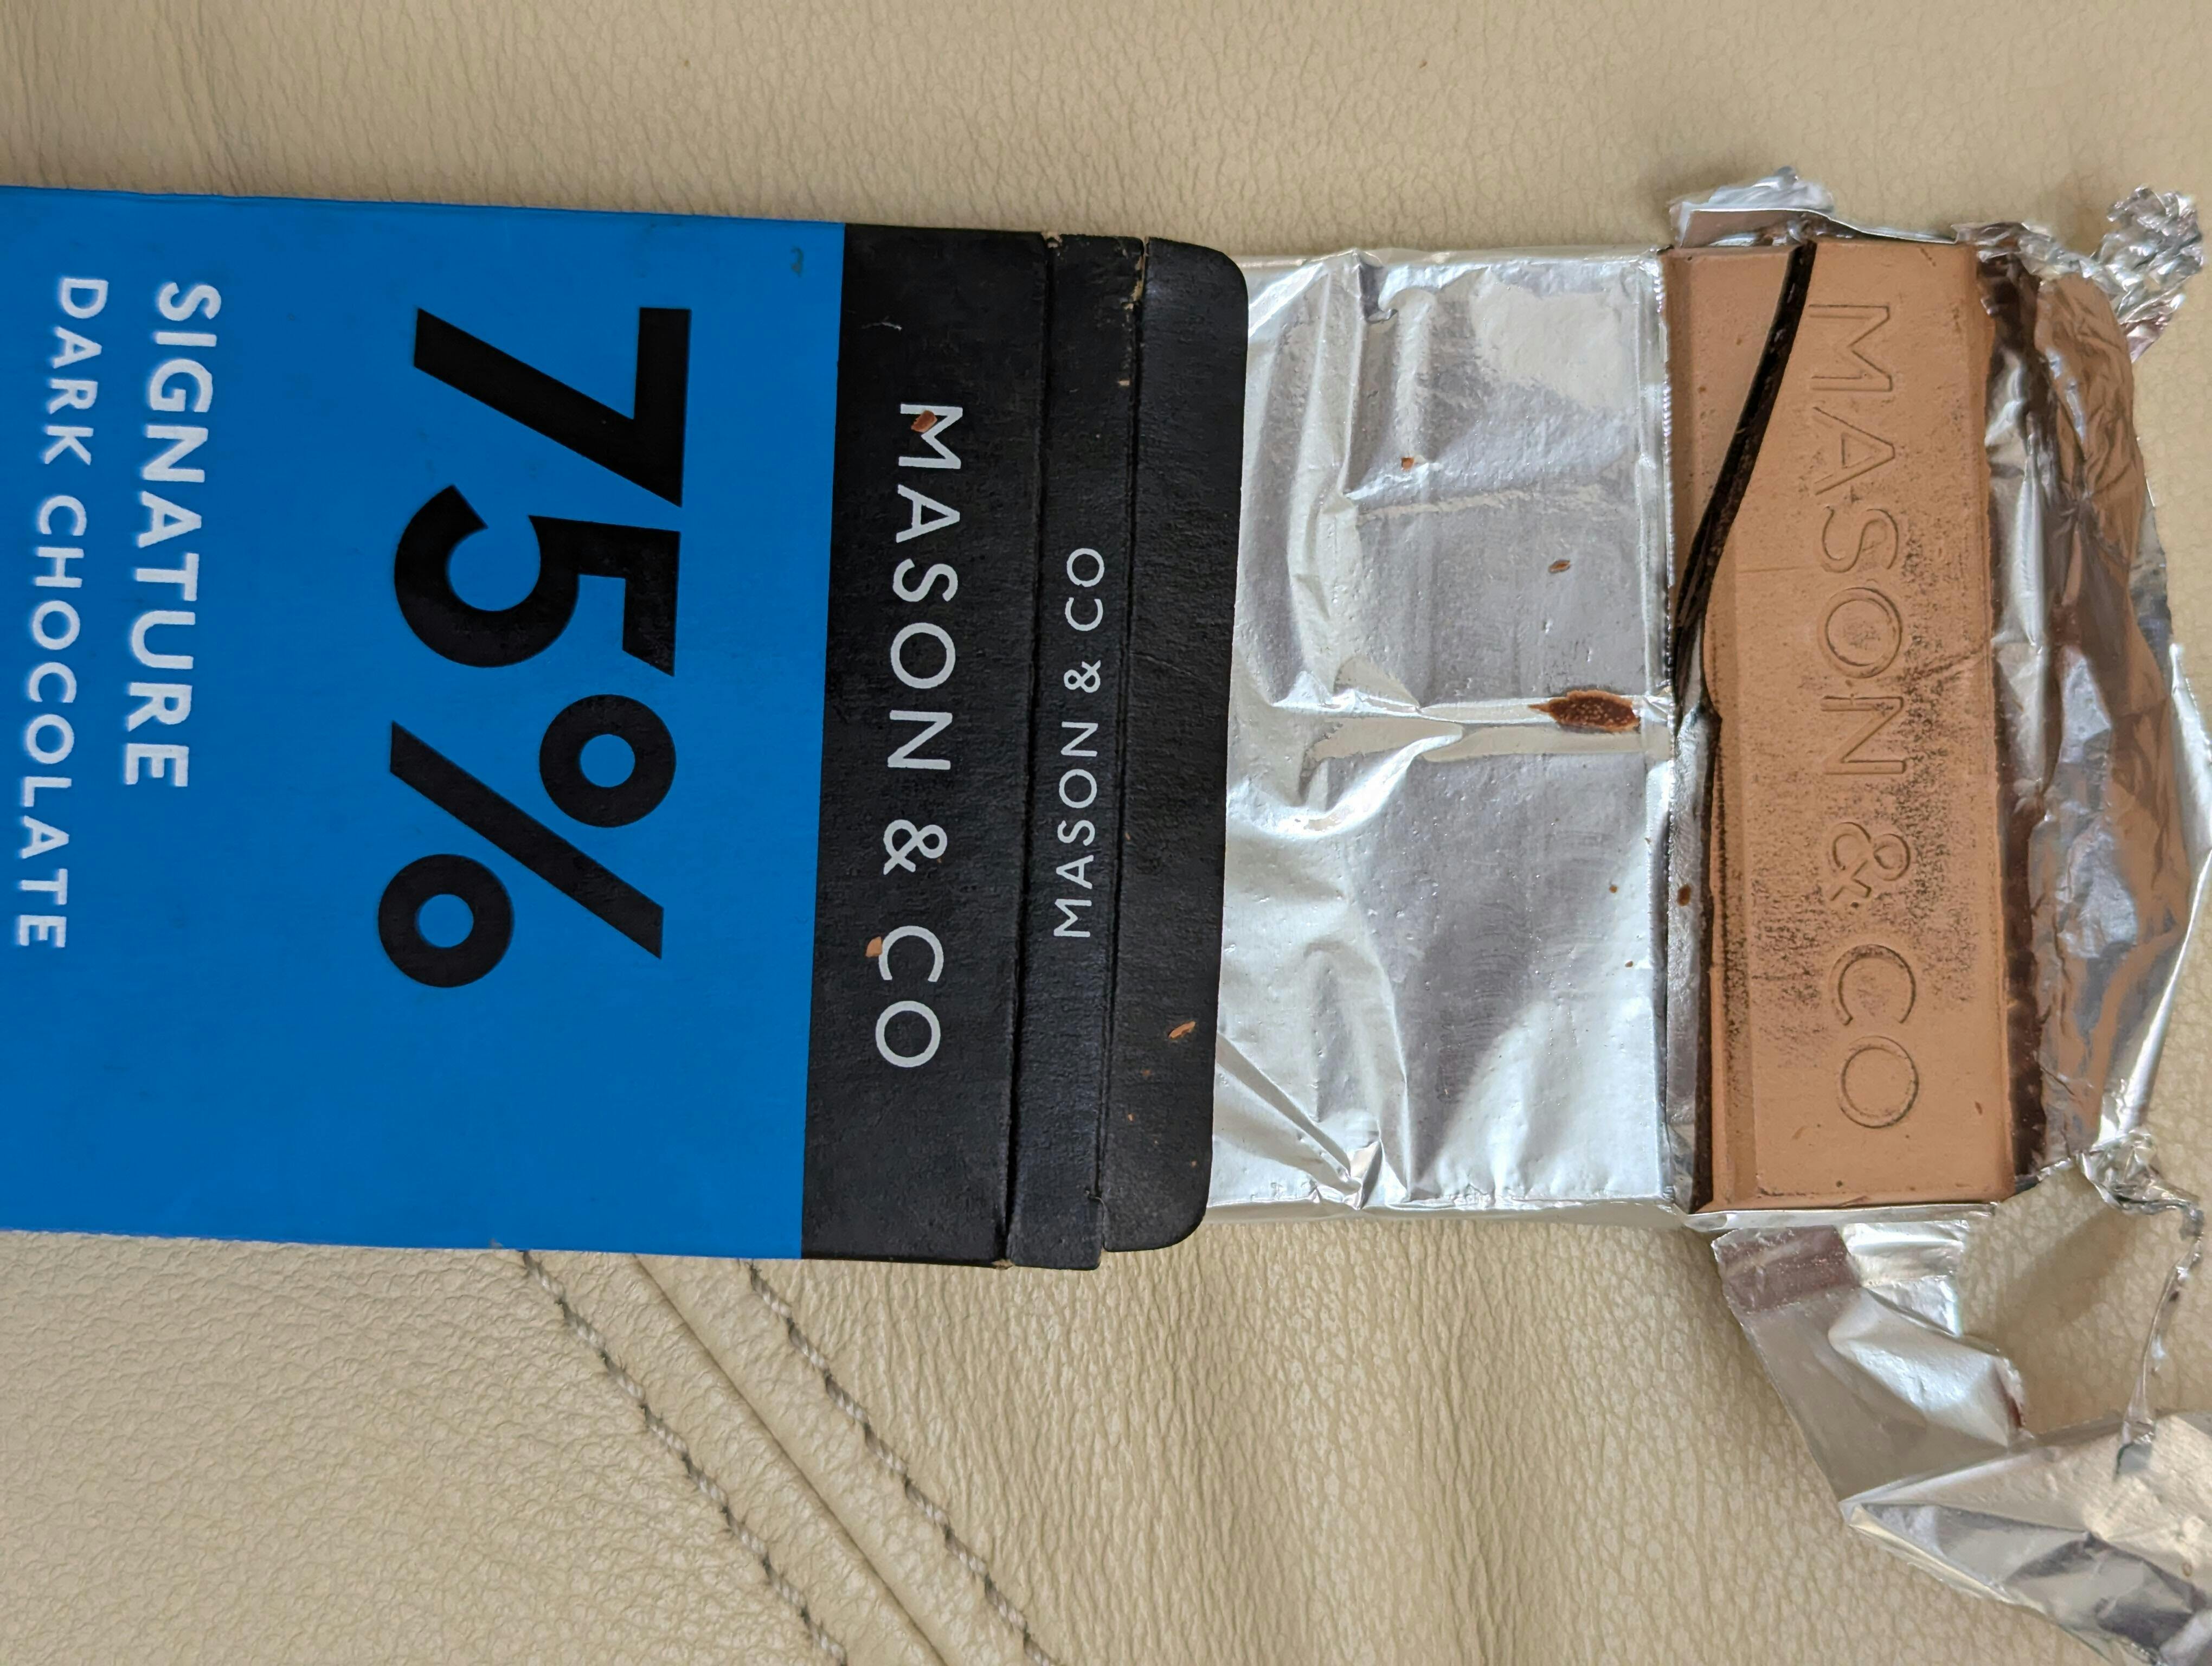 MASON & CO
MASON & CO
MASON & CO
75%
SIGNATURE
DARK CHOCOLATE